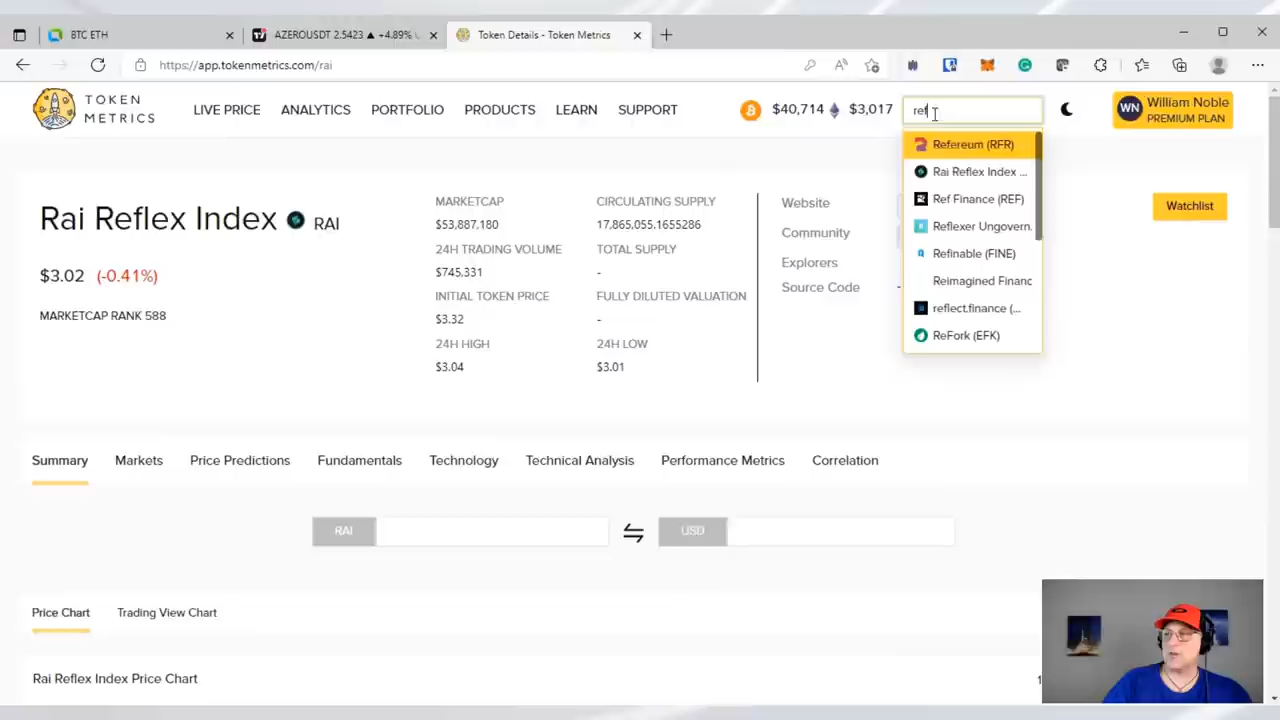 BTC ETH
AZEROUSDT 2.5423 ▲ +4.89%
Token Details - Token Metrics
https://app.tokenmetrics.com/rai
TOKEN
METRICS
LIVE PRICE
ANALYTICS
PORTFOLIO
PRODUCTS
LEARN
SUPPORT
$40,714
$3,017
ref
WN
William Noble
PREMIUM PLAN
Refereum (RFR)
Rai Reflex Index ...
Ref Finance (REF)
Reflexer Ungovern.
Refinable (FINE)
Reimagined Financ
reflect.finance (...
ReFork (EFK)
Rai Reflex Index RAI
$3.02 (-0.41%)
MARKETCAP RANK 588
MARKETCAP
$53,887,180
24H TRADING VOLUME
$745,331
INITIAL TOKEN PRICE
$3.32
24H HIGH
$3.04
CIRCULATING SUPPLY
17,865,055.1655286
TOTAL SUPPLY
-
FULLY DILUTED VALUATION
-
24H LOW
$3.01
Website
Community
Explorers
Source Code
-
Watchlist
Summary
Markets
Price Predictions
Fundamentals
Technology
Technical Analysis
Performance Metrics
Correlation
RAI
USD
Price Chart
Trading View Chart
Rai Reflex Index Price Chart